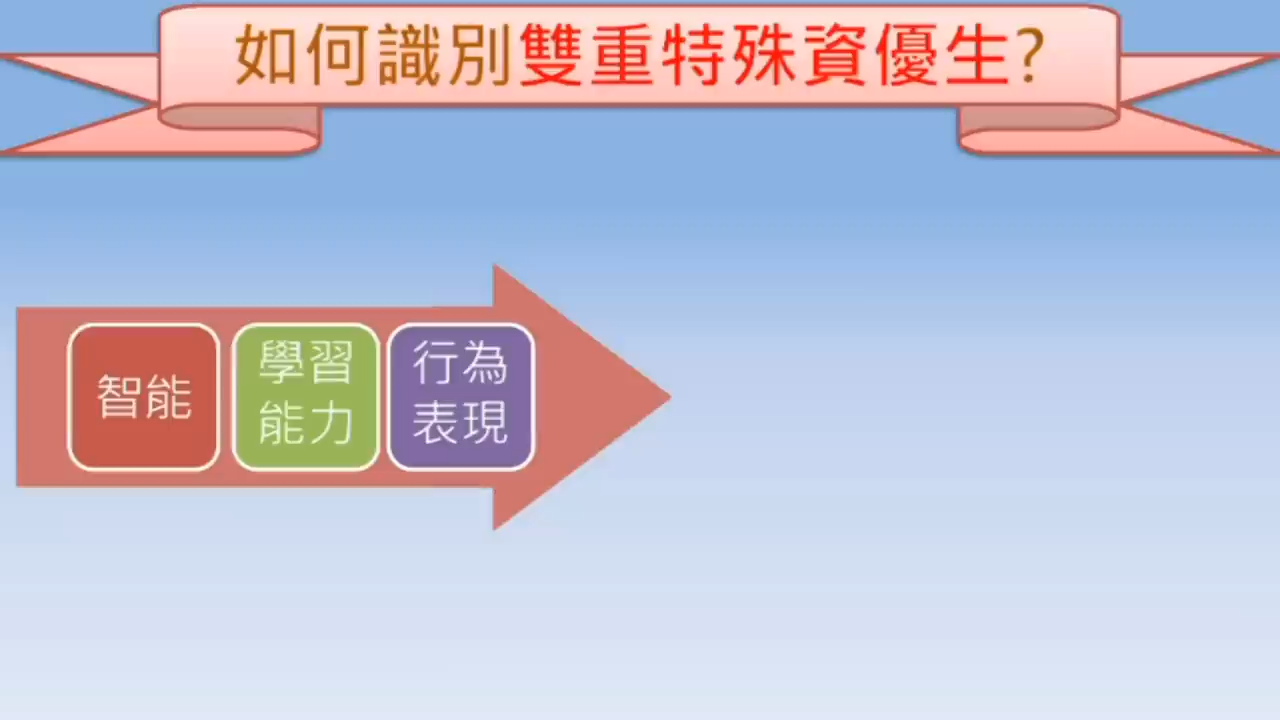 如何識別雙重特殊資優生?
智能
學習
能力
行為
表現